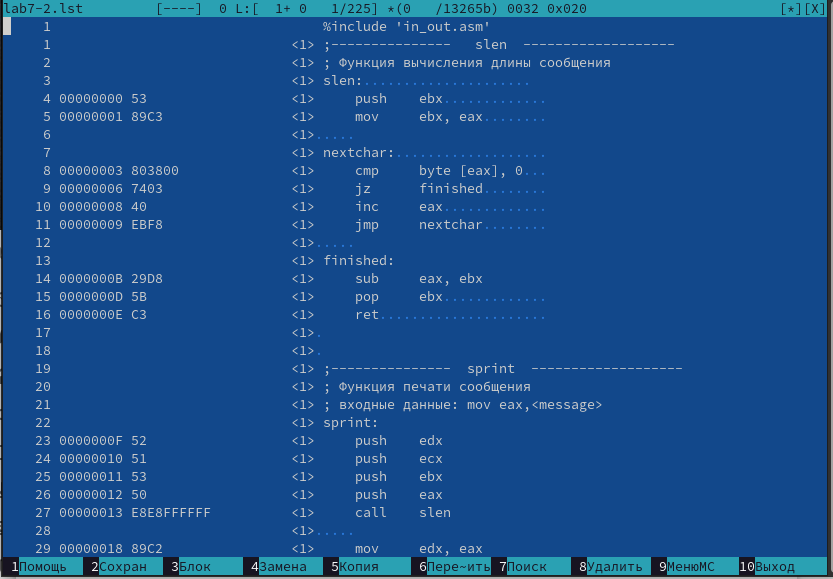 lab7-2.lst [----] 0 L:[ 1+ 0 1/225] *(0 /13265b) 0032 0x020 [*][X]
1 %include 'in_out.asm'
1 <1> ;--------------- slen -------------------
2 <1> ; Функция вычисления длины сообщения
3 <1> slen:.....................
4 00000000 53 <1> push ebx.............
5 00000001 89C3 <1> mov ebx, eax........
6 <1>.....
7 <1> nextchar:...................
8 00000003 803800 <1> cmp byte [eax], 0...
9 00000006 7403 <1> jz finished........
10 00000008 40 <1> inc eax.............
11 00000009 EBF8 <1> jmp nextchar........
12 <1>.....
13 <1> finished:
14 0000000B 29D8 <1> sub eax, ebx
15 0000000D 5B <1> pop ebx.............
16 0000000E C3 <1> ret.....................
17 <1>.
18 <1>.
19 <1> ;--------------- sprint -------------------
20 <1> ; Функция печати сообщения
21 <1> ; входные данные: mov eax,<message>
22 <1> sprint:
23 0000000F 52 <1> push edx
24 00000010 51 <1> push ecx
25 00000011 53 <1> push ebx
26 00000012 50 <1> push eax
27 00000013 E8E8FFFFFF <1> call slen
28 <1>.....
29 00000018 89C2 <1> mov edx, eax
1Помощь 2Сохран 3Блок 4Замена 5Копия 6Пере~ить 7Поиск 8Удалить 9МенюМС 10Выход